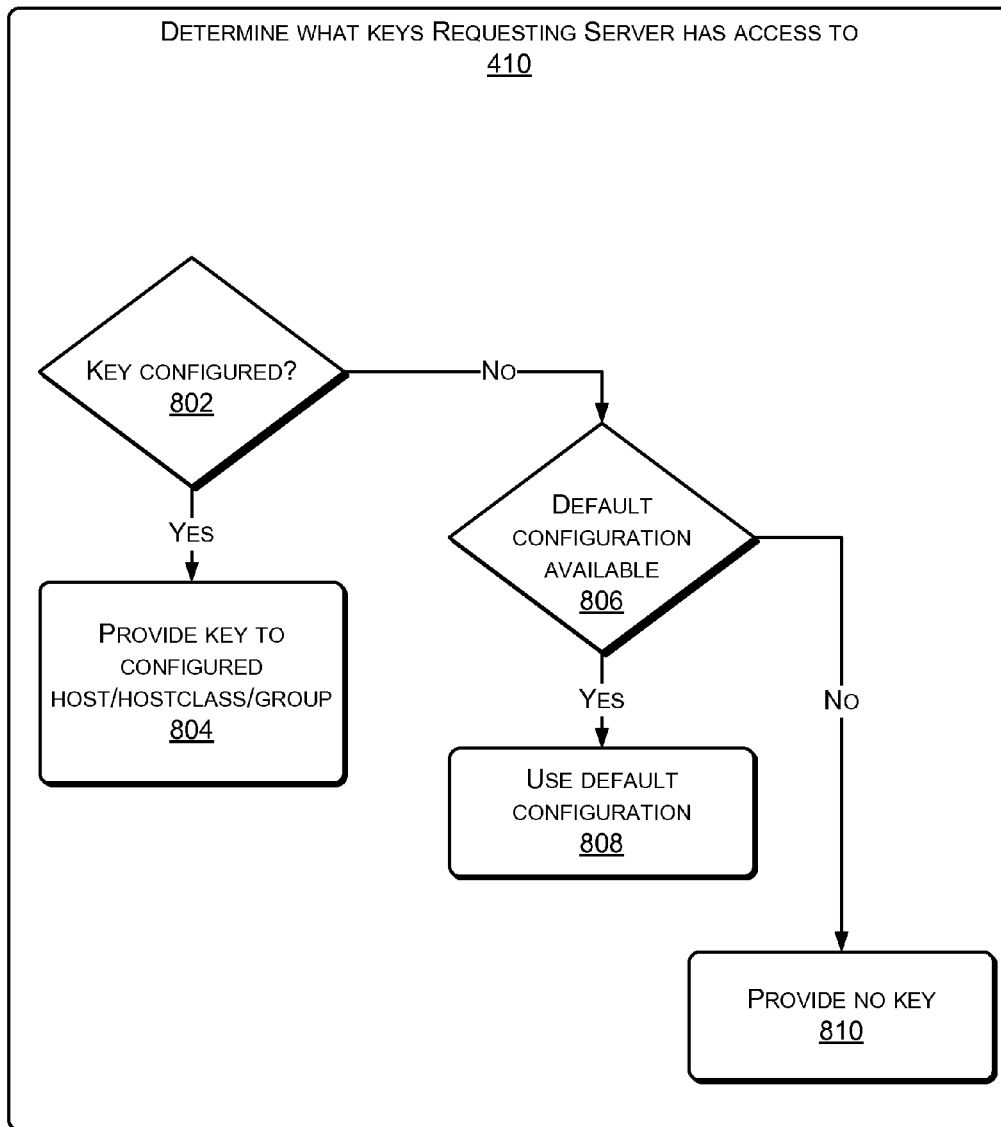 DETERMINE WHAT KEYS REQUESTING SERVER HAS ACCESS TO
410
KEY CONFIGURED?
802
NO
YES
DEFAULT
CONFIGURATION
AVAILABLE
806
PROVIDE KEY TO
CONFIGURED
HOST/HOSTCLASS/GROUP
804
YES
NO
USE DEFAULT
CONFIGURATION
808
PROVIDE NO KEY
810